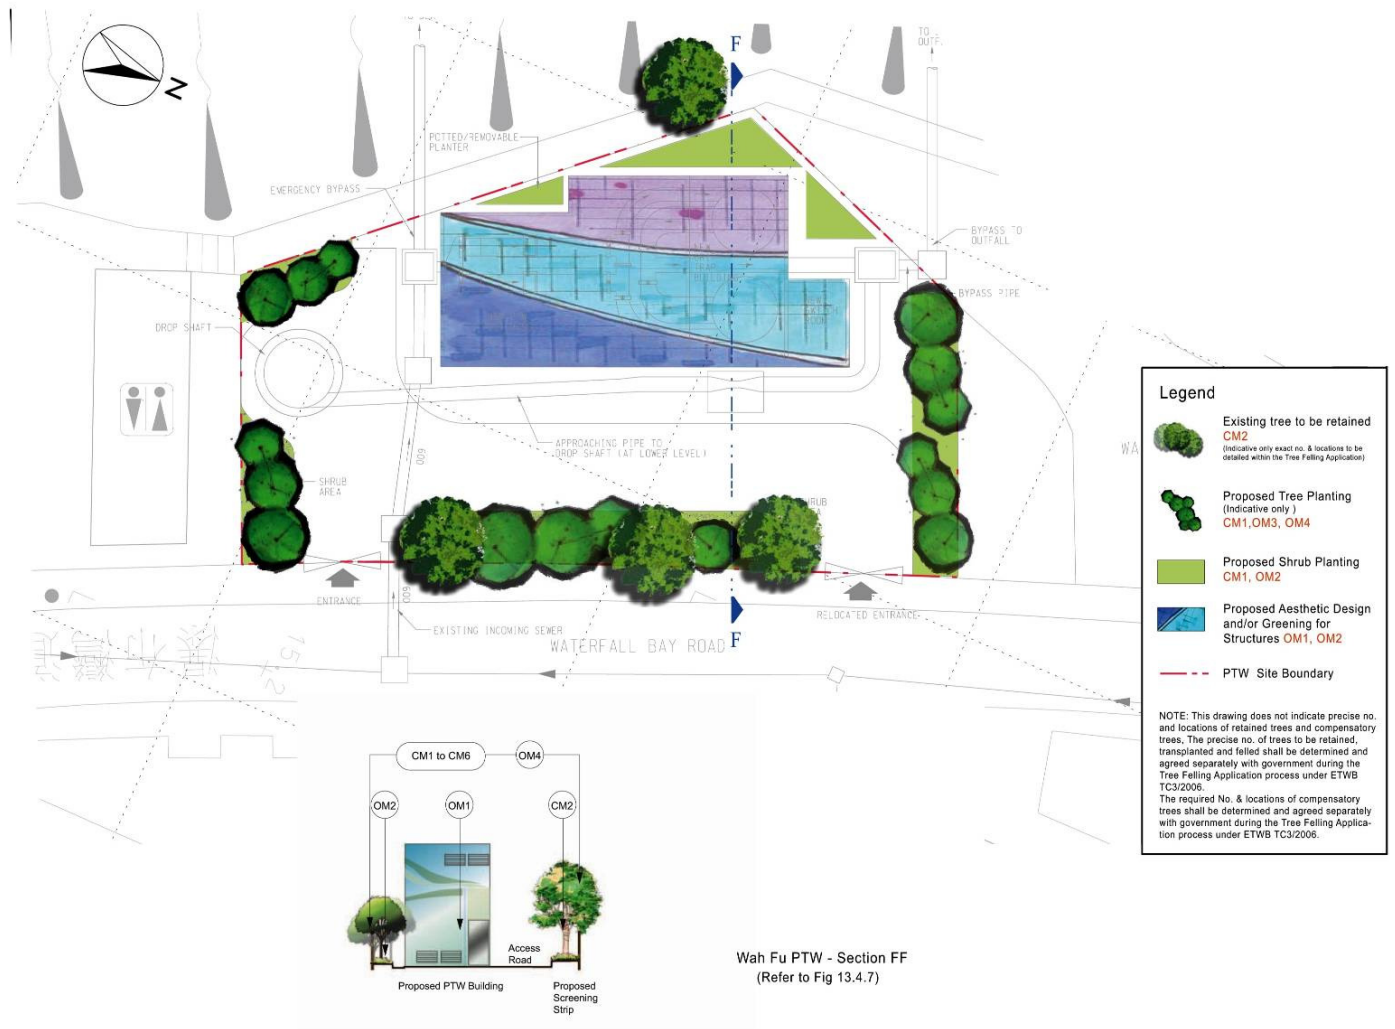 TO
OUTF.
F
N
POTTED/REMOVABLE
PLANTER
EMERGENCY BYPASS
BYPASS TO
OUTFALL
BYPASS PIPE
DROP SHAFT
APPROACHING PIPE TO
DROP SHAFT (AT LOWER LEVEL)
600
SHRUB
AREA
SHRUB
ENTRANCE
600
RELOCATED ENTRANCE
EXISTING INCOMING SEWER
WATERFALL BAY ROAD
F
WA
Legend
Existing tree to be retained
CM2
(Indicative only exact no. & locations to be
detailed within the Tree Felling Application)
Proposed Tree Planting
(Indicative only )
CM1,OM3, OM4
Proposed Shrub Planting
CM1, OM2
Proposed Aesthetic Design
and/or Greening for
Structures OM1, OM2
PTW Site Boundary
NOTE: This drawing does not indicate precise no.
and locations of retained trees and compensatory
trees, The precise no. of trees to be retained,
transplanted and felled shall be determined and
agreed separately with government during the
Tree Felling Application process under ETWB
TC3/2006.
The required No. & locations of compensatory
trees shall be determined and agreed separately
with government during the Tree Felling Applica-
tion process under ETWB TC3/2006.
CM1 to CM6
OM4
OM2
OM1
CM2
Access
Road
Proposed PTW Building
Proposed
Screening
Strip
Wah Fu PTW - Section FF
(Refer to Fig 13.4.7)